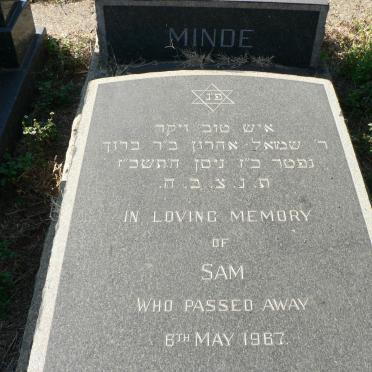 MINDE
איש טוב ויקר
ר' שמואל אהרון ב"ר ברוך
נפטר כ"ו ניסן התשכ"ז
ת. נ. צ. ב. ה.
IN LOVING MEMORY
OF
SAM
WHO PASSED AWAY
6TH MAY 1967.